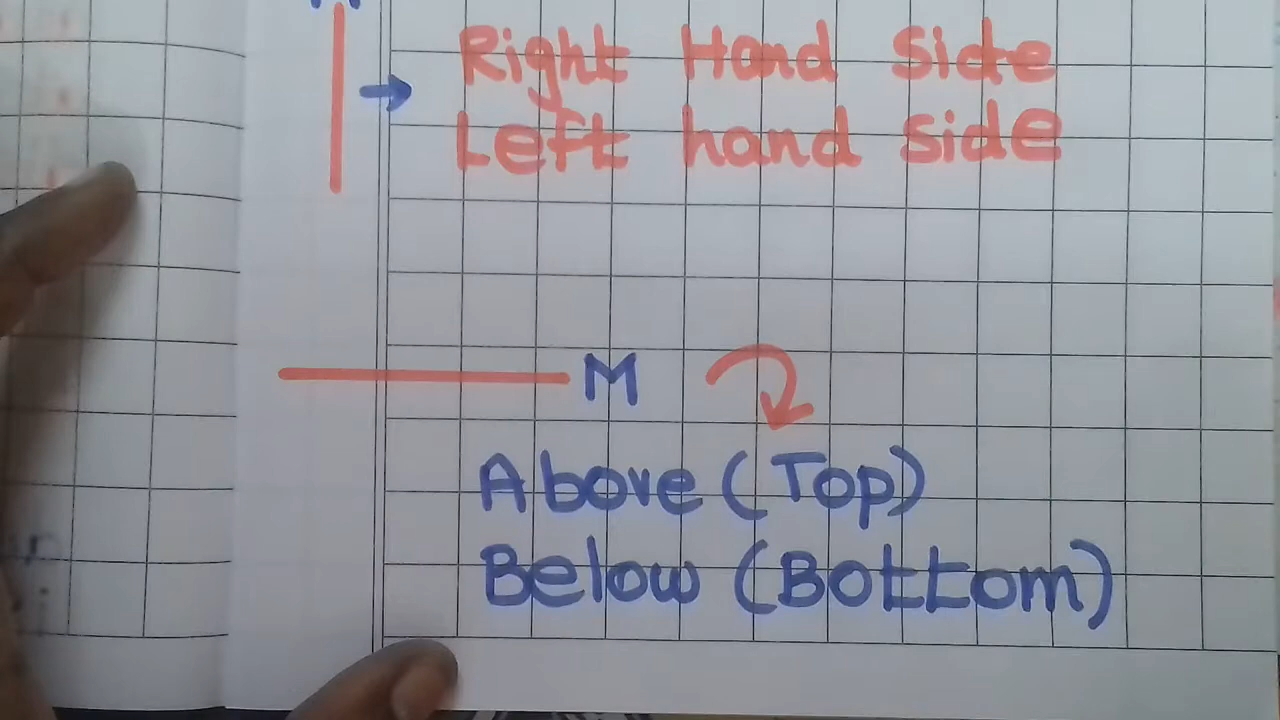 Right Hand Side
Left hand side
M
Above (Top)
Below (Bottom)